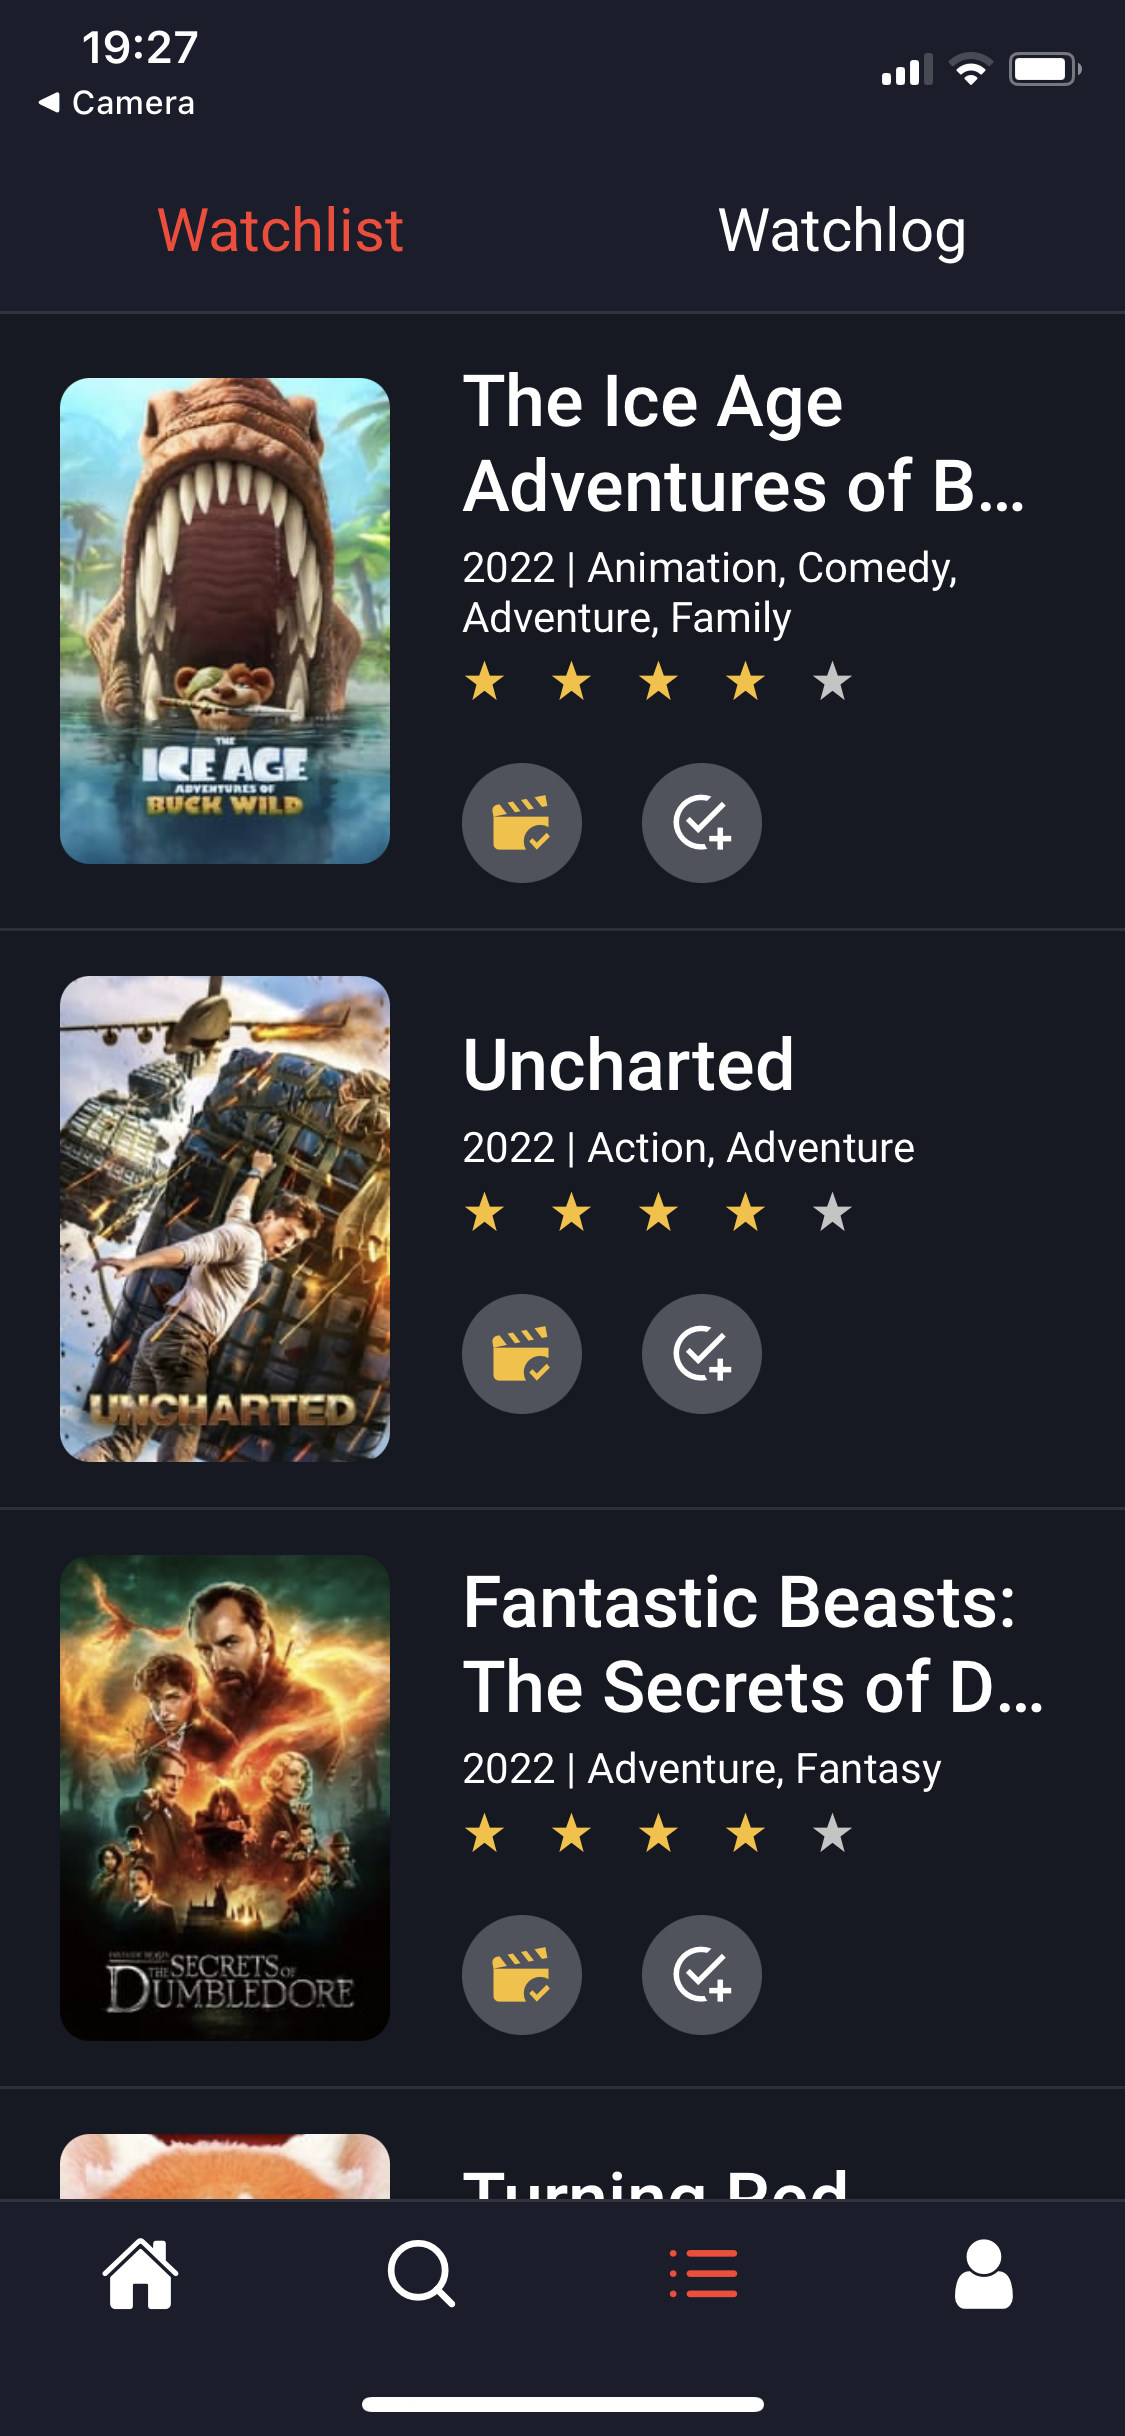 19:27
Camera
Watchlist
Watchlog
The Ice Age
Adventures of B...
2022 | Animation, Comedy,
Adventure, Family
THE
ICE AGE
ADVENTURES OF
BUCK WILD
Uncharted
2022 | Action, Adventure
UNCHARTED
Fantastic Beasts:
The Secrets of D...
2022 | Adventure, Fantasy
FANTASTIC BEASTS
THE SECRETS OF
DUMBLEDORE
Turning Red